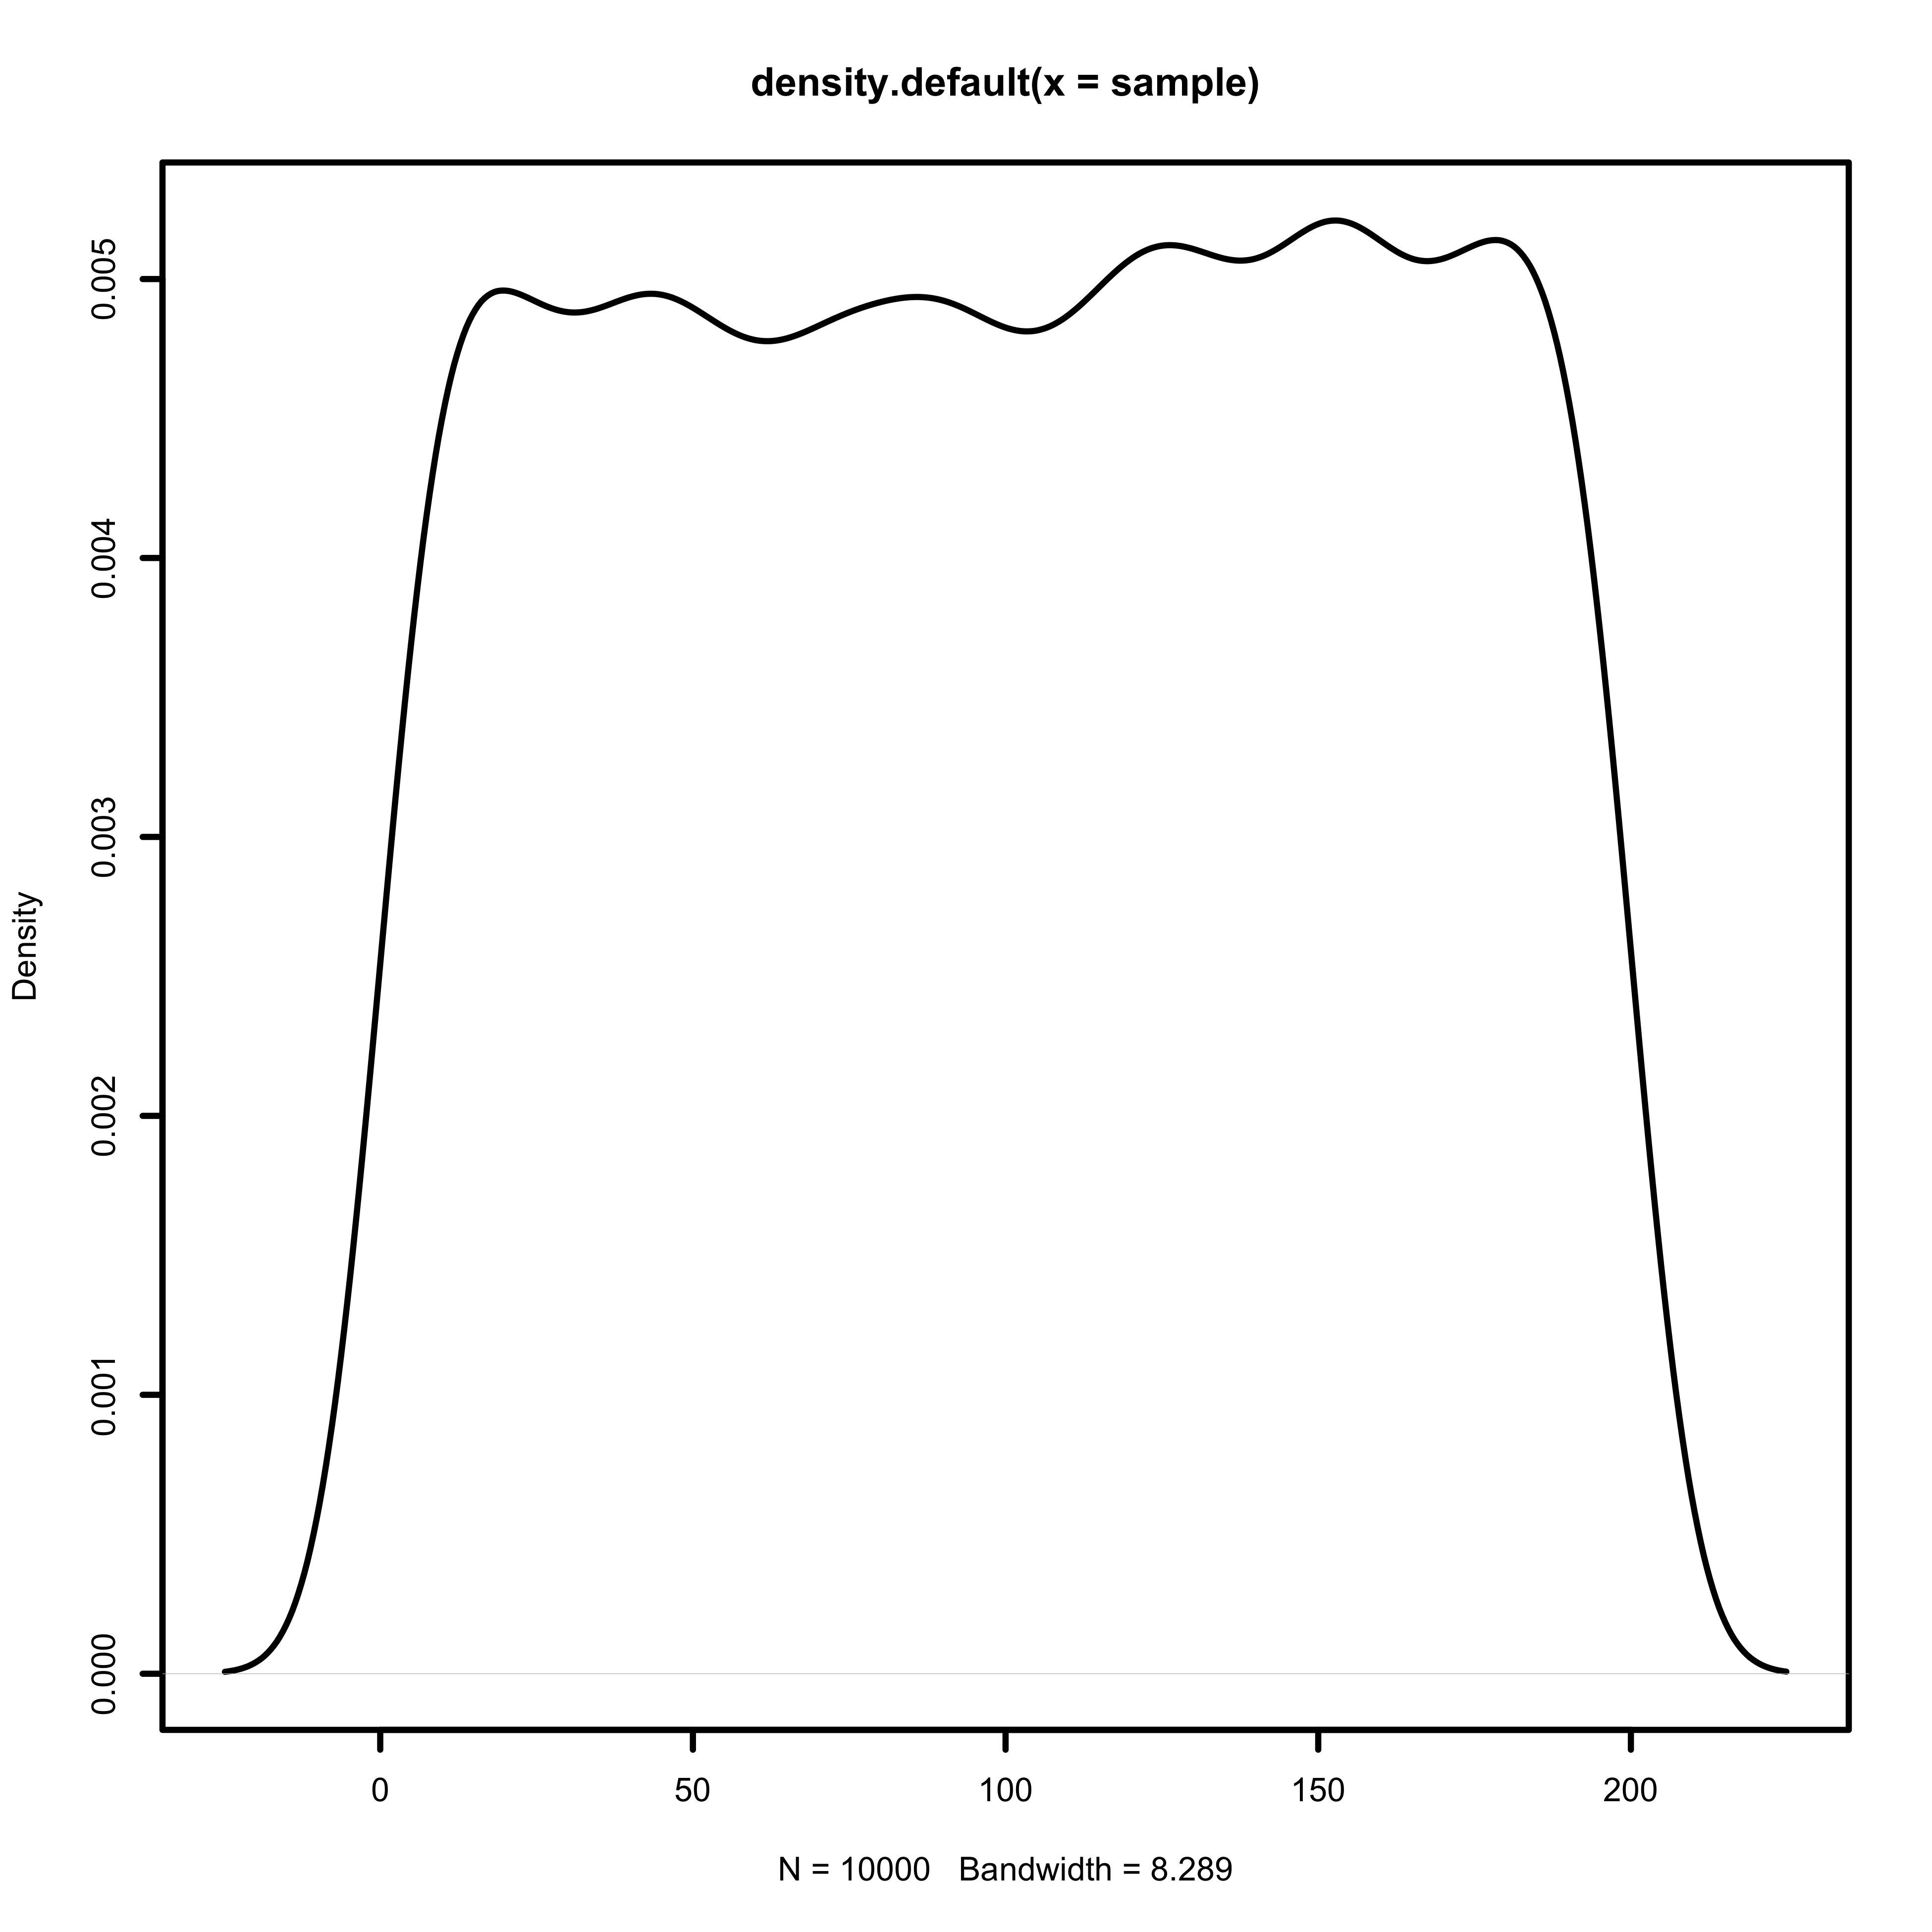 density.default(x = sample)
Density
0.005
0.004
0.003
0.002
0.001
0.000
0 50 100 150 200
N = 10000 Bandwidth = 8.289